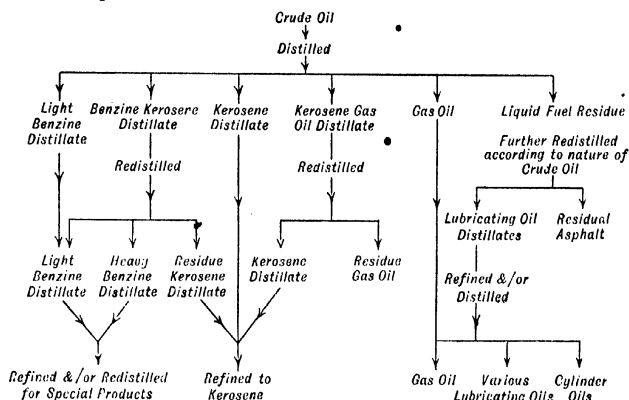 Crude Oil
Distilled
Light
Benzine
Distillate
Benzine Kerosene
Distillate
Kerosene
Distillate
Kerosene Gas
Oil Distillate
Gas Oil
Liquid Fuel Residue
Further Redistilled
according to nature of
Crude Oil
Redistilled
Redistilled
Lubricating Oil
Distillates
Residual
Asphalt
Light
Benzine
Distillate
Heavy
Benzine
Distillate
Residue
Kerosene
Distillate
Kerosene
Distillate
Residue
Gas Oil
Refined &/or
Distilled
Refined &/or Redistilled
for Special Products
Refined to
Kerosene
Gas Oil
Various
Lubricating Oils
Cylinder
Oils